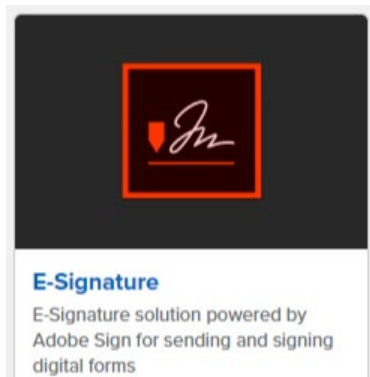 E-Signature
E-Signature solution powered by
Adobe Sign for sending and signing
digital forms